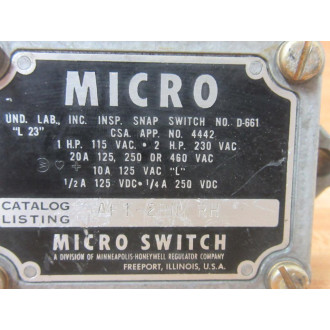 MICRO
UND. LAB., INC. INSP. SNAP SWITCH NO. D-661
"L 23" CSA. APP. NO. 4442
1 H.P. 115 VAC. • 2 H.P. 230 VAC
20A 125, 250 OR 460 VAC
10A 125 VAC "L"
1/2A 125 VDC • 1/4A 250 VDC
CATALOG
LISTING
MICRO SWITCH
A DIVISION OF MINNEAPOLIS-HONEYWELL REGULATOR COMPANY
FREEPORT, ILLINOIS, U.S.A.